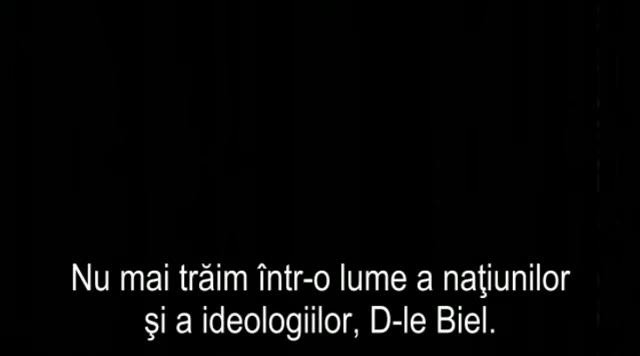 Nu mai trăim într-o lume a naţiunilor
şi a ideologiilor, D-le Biel.